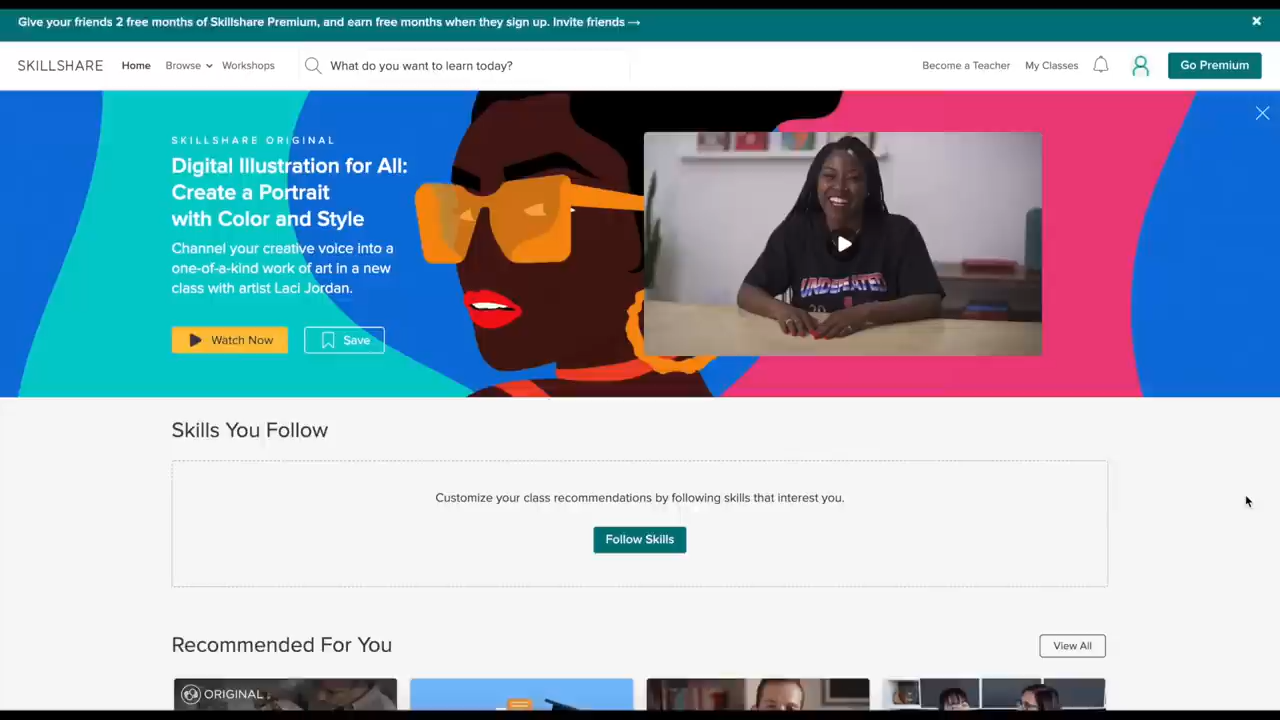 Give your friends 2 free months of Skillshare Premium, and earn free months when they sign up. Invite friends →
SKILLSHARE Home Browse Workshops What do you want to learn today? Become a Teacher My Classes Go Premium
SKILLSHARE ORIGINAL
Digital Illustration for All:
Create a Portrait
with Color and Style
Channel your creative voice into a
one-of-a-kind work of art in a new
class with artist Laci Jordan.
Watch Now Save
UNDEFEATED
Skills You Follow
Customize your class recommendations by following skills that interest you.
Follow Skills
Recommended For You View All
ORIGINAL